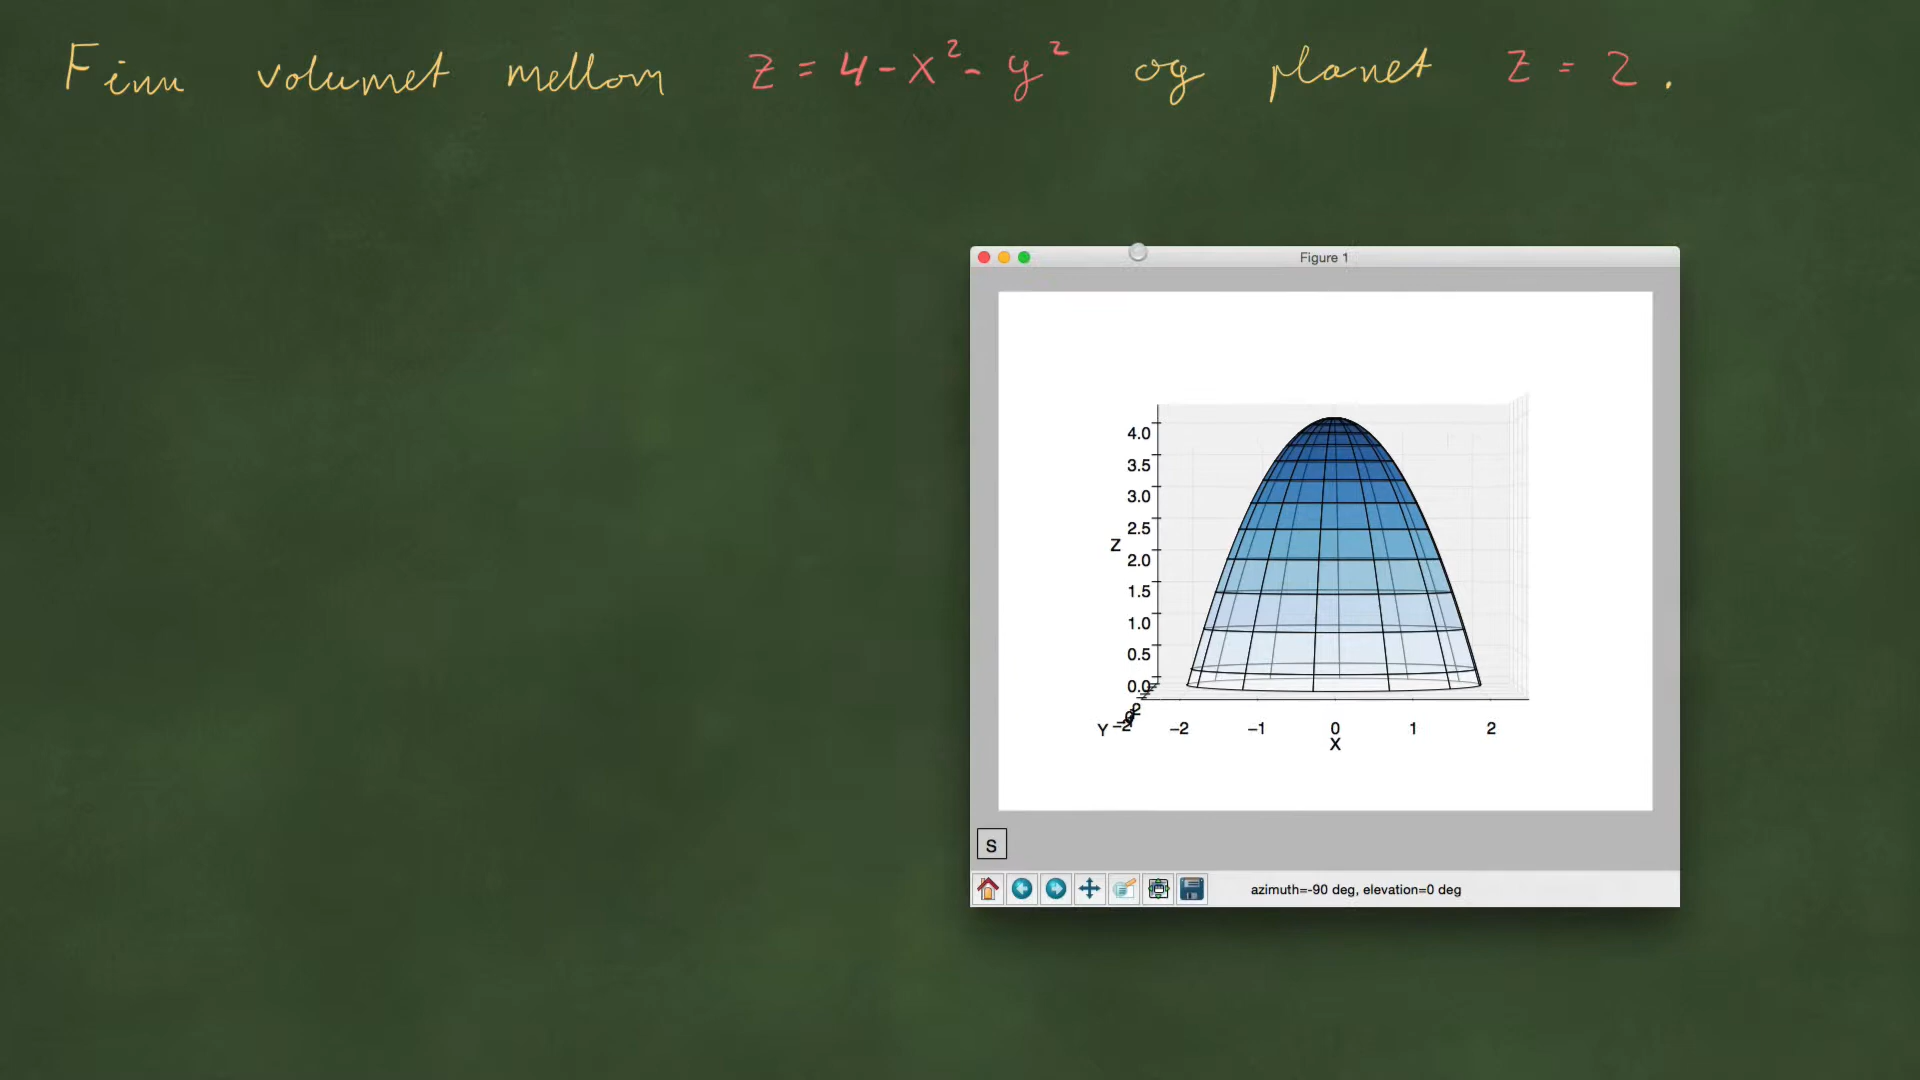 Finn volumet mellom z = 4 - x² - y² og planet z = 2.
Figure 1
4.0
3.5
3.0
2.5
Z
2.0
1.5
1.0
0.5
0.0
Y −2 −2 −1 0 1 2
X
S
azimuth=-90 deg, elevation=0 deg